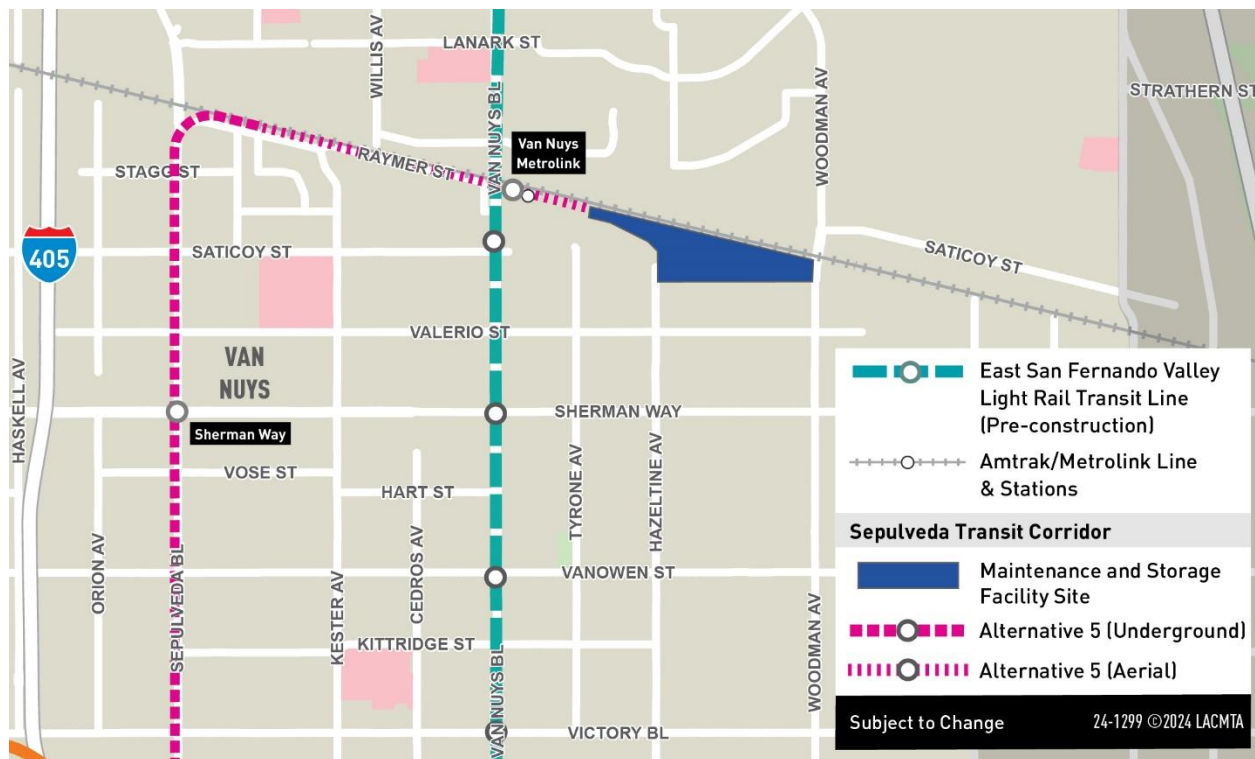 LANARK ST
WILLIS AV
VAN NUYS BL
WOODMAN AV
STRATHERN ST
Van Nuys
Metrolink
RAYMER ST
STAGG ST
405
SATICOY ST
SATICOY ST
VALERIO ST
VAN
NUYS
HASKELL AV
SHERMAN WAY
Sherman Way
VOSE ST
HART ST
TYRONE AV
HAZELTINE AV
ORION AV
SEPULVEDA BL
KESTER AV
CEDROS AV
VANOWEN ST
KITTRIDGE ST
VAN NUYS BL
WOODMAN AV
VICTORY BL
East San Fernando Valley
Light Rail Transit Line
(Pre-construction)
Amtrak/Metrolink Line
& Stations
Sepulveda Transit Corridor
Maintenance and Storage
Facility Site
Alternative 5 (Underground)
Alternative 5 (Aerial)
Subject to Change
24-1299 ©2024 LACMTA